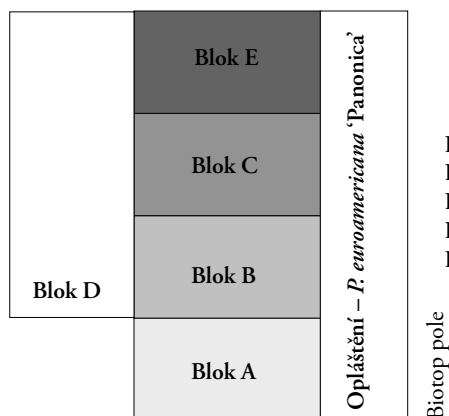 Blok E
Blok C
Blok B
Blok D
Blok A
Opláštění – P. euroamericana ‘Panonica’
Biotop pole